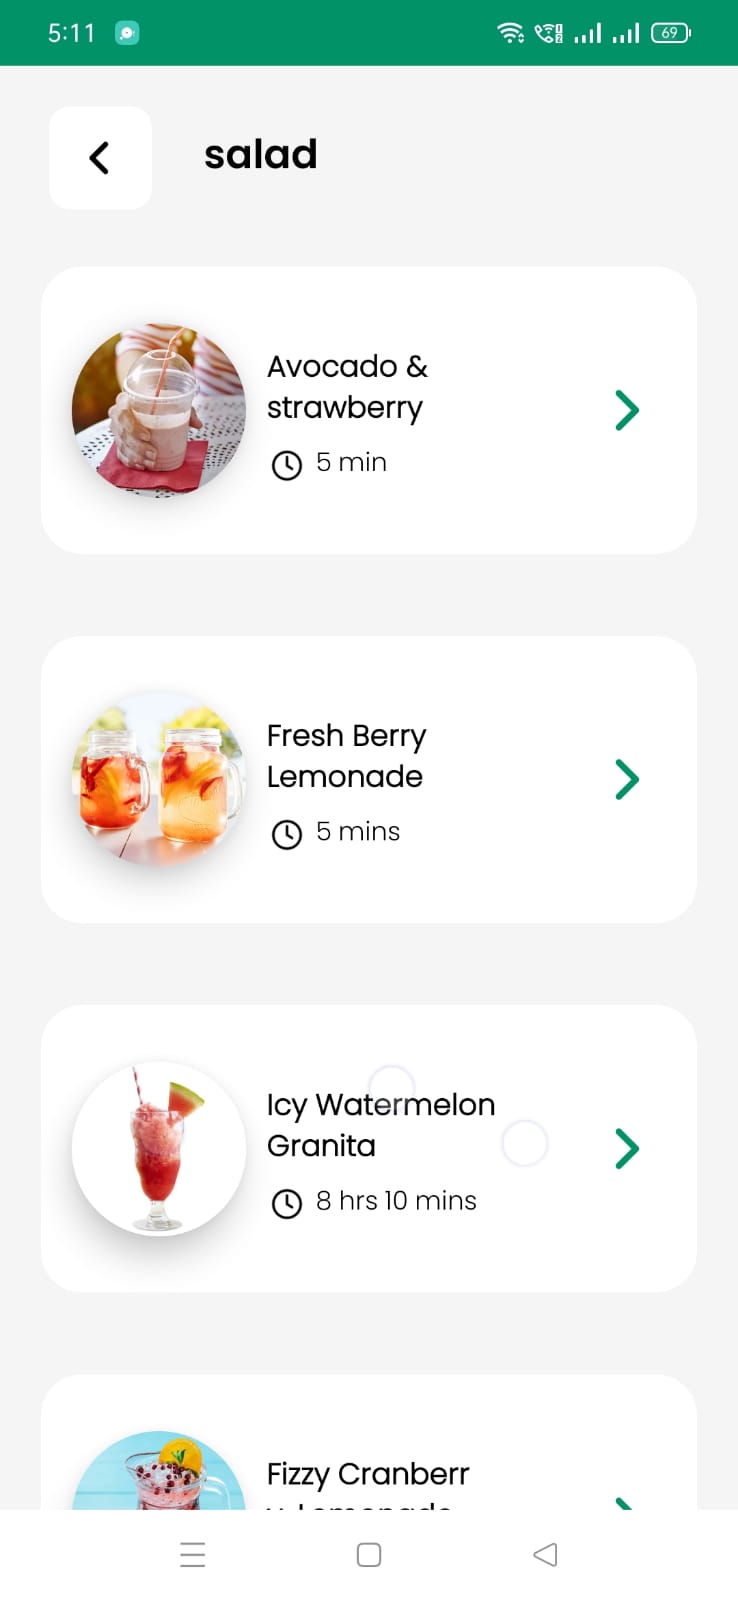 5:11
69
salad
Avocado &
strawberry
5 min
Fresh Berry
Lemonade
5 mins
Icy Watermelon
Granita
8 hrs 10 mins
Fizzy Cranberr
y Lemonade